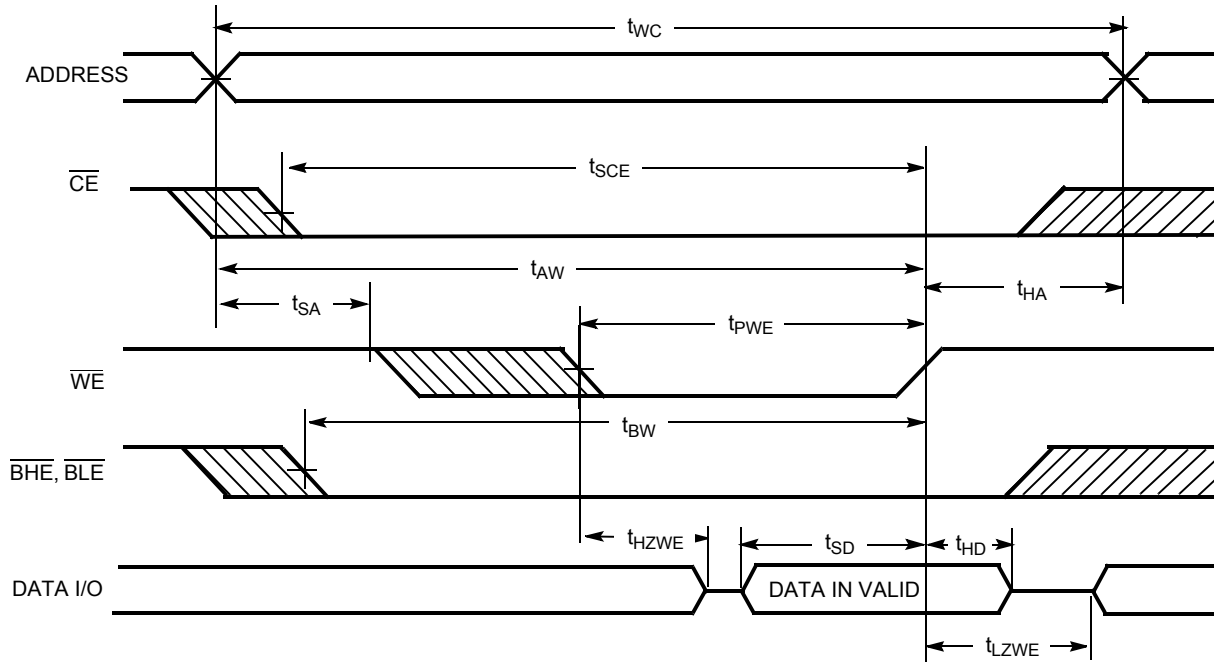 tWC
ADDRESS
tSCE
CE
tAW
tSA
tHA
tPWE
WE
tBW
BHE, BLE
tHZWE
tSD
tHD
DATA I/O
DATA IN VALID
tLZWE